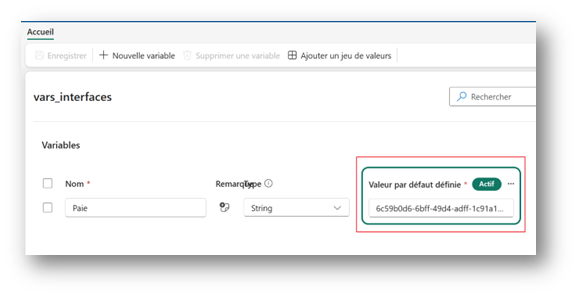 Accueil
Enregistrer Nouvelle variable Supprimer une variable Ajouter un jeu de valeurs
vars_interfaces
Rechercher
Variables
Nom * Remarque Type Valeur par défaut définie * Actif ...
Paie String 6c59b0d6-6bff-49d4-adff-1c91a1...